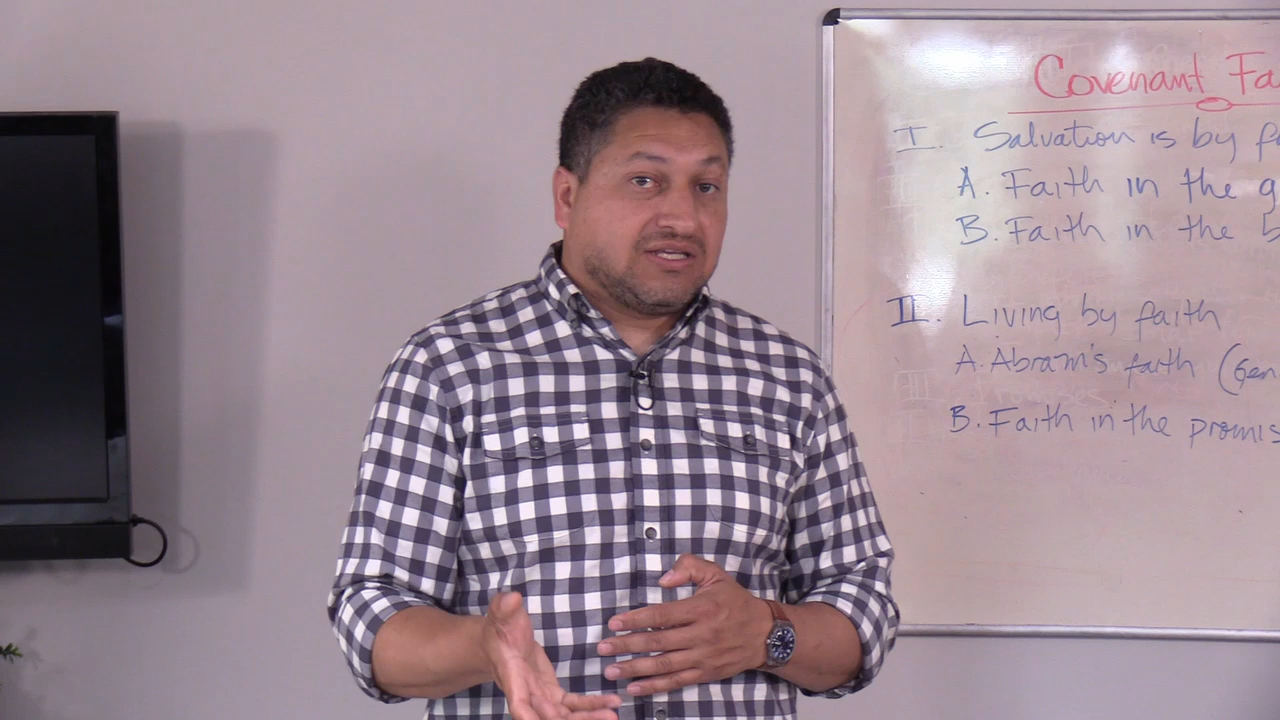 Covenant Fa
I. Salvation is by fa
A. Faith in the g
B. Faith in the b
II. Living by faith
A. Abram's faith (Gen
B. Faith in the promis